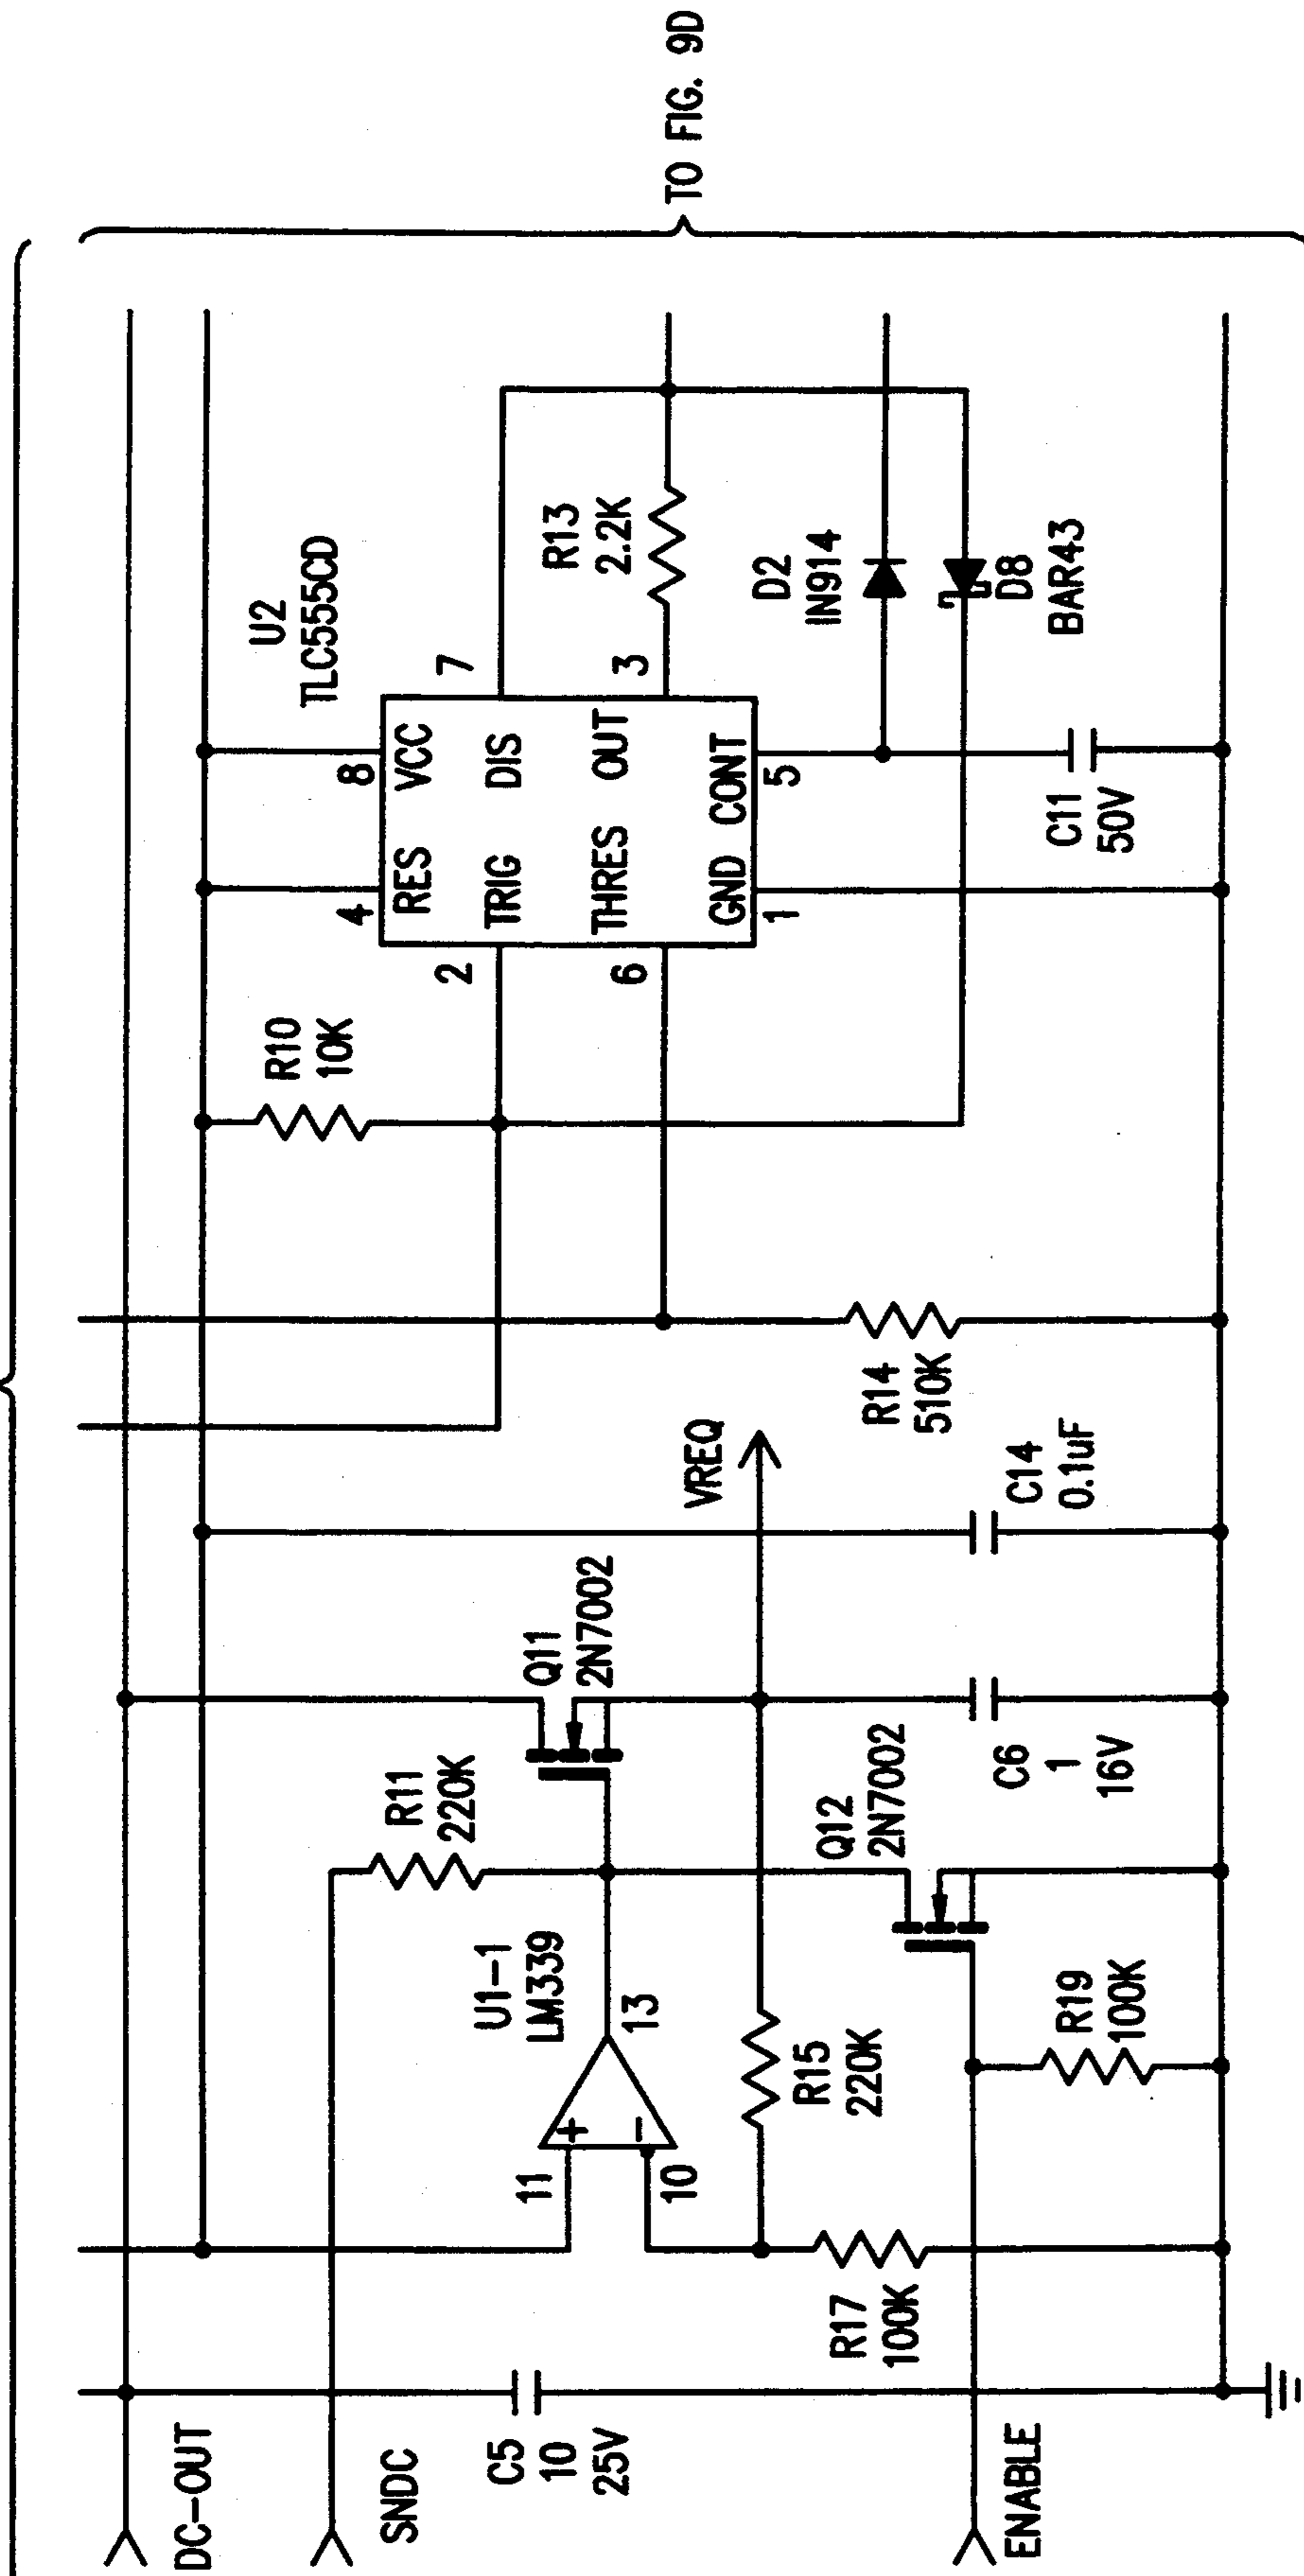 TO FIG. 9D
DC-OUT
SNDC
ENABLE
C5
10
25V
R17
100K
11
+
10
-
U1-1
LM339
13
R15
220K
R19
100K
R11
220K
Q12
2N7002
Q11
2N7002
C6
1
16V
VREQ
C14
0.1uF
R14
510K
R10
10K
U2
TLC555CD
4
8
RES
VCC
2
TRIG
DIS
7
6
THRES
OUT
3
GND
CONT
1
5
R13
2.2K
D2
IN914
D8
BAR43
C11
50V